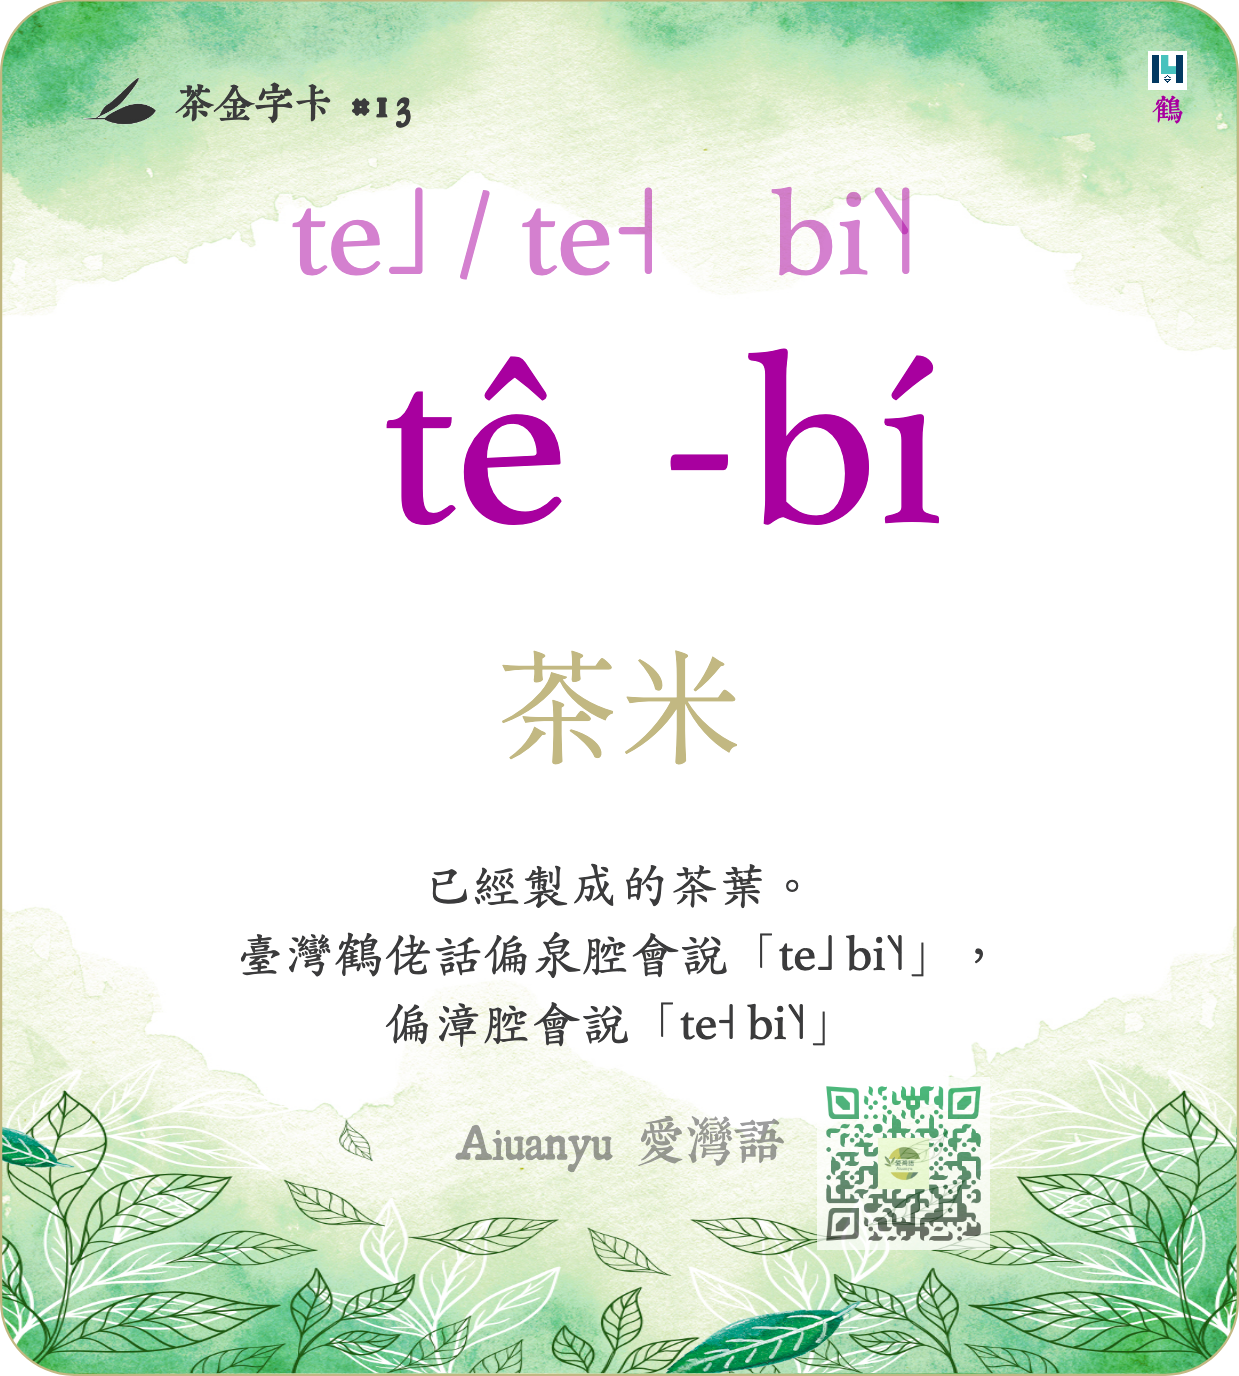 茶金字卡 #13
鶴
te˩ / te˧ bi˥˧
tê -bí
茶米
已經製成的茶葉。
臺灣鶴佬話偏泉腔會說「te˩ bi˥˧」，
偏漳腔會說「te˧ bi˥˧」
Aiuanyu 愛灣語